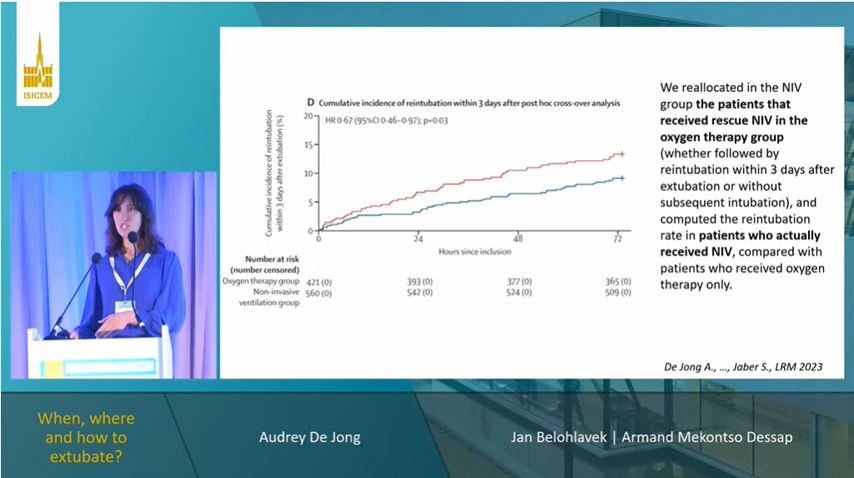 ISICEM
D Cumulative incidence of reintubation within 3 days after post hoc cross-over analysis
HR 0·67 (95%CI 0·46–0·97); p=0·03
Cumulative incidence of reintubation
within 3 days after extubation (%)
20
15
10
5
0
0 24 48 72
Hours since inclusion
Number at risk
(number censored)
Oxygen therapy group 421 (0) 393 (0) 377 (0) 365 (0)
Non-invasive 560 (0) 542 (0) 524 (0) 509 (0)
ventilation group
We reallocated in the NIV
group the patients that
received rescue NIV in the
oxygen therapy group
(whether followed by
reintubation within 3 days after
extubation or without
subsequent intubation), and
computed the reintubation
rate in patients who actually
received NIV, compared with
patients who received oxygen
therapy only.
De Jong A., …, Jaber S., LRM 2023
When, where
and how to
extubate?
Audrey De Jong
Jan Belohlavek | Armand Mekontso Dessap